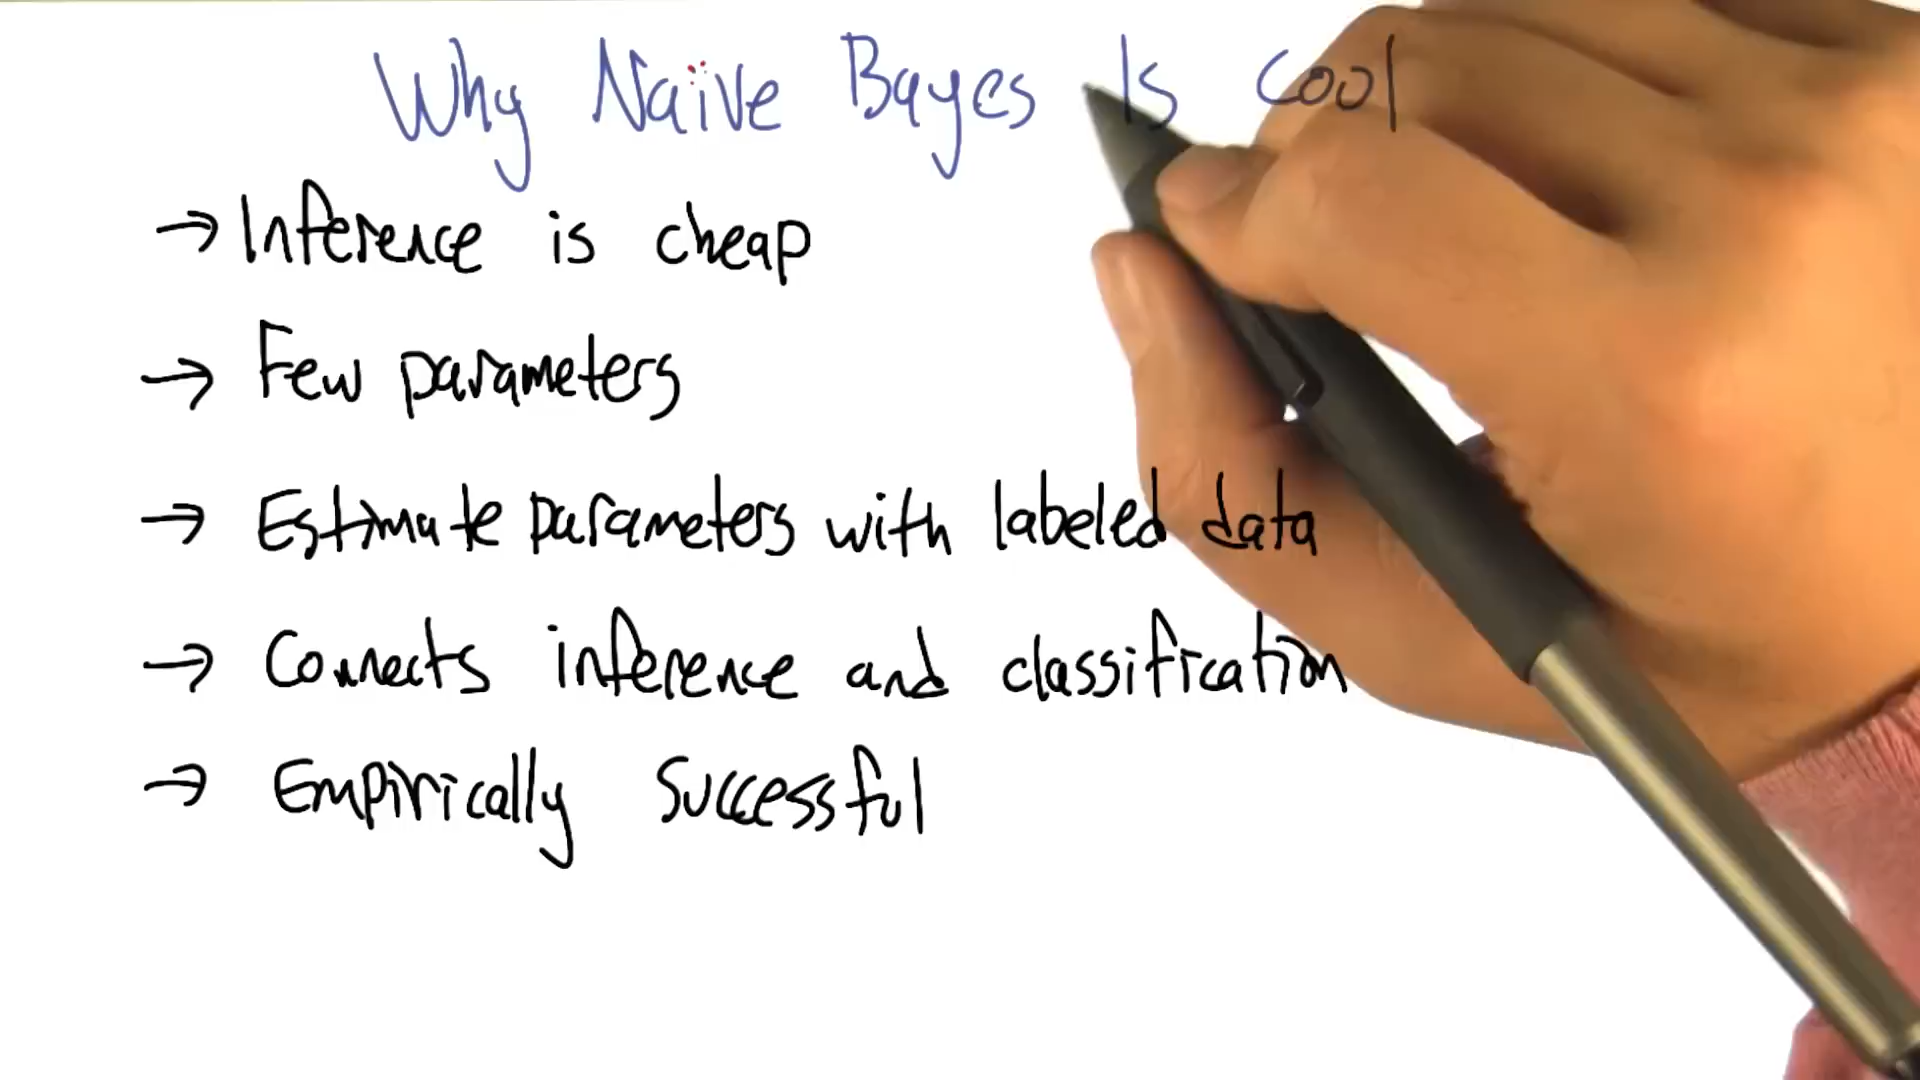 Why Naïve Bayes Is Cool
→ Inference is cheap
→ Few parameters
→ Estimate parameters with labeled data
→ Connects inference and classification
→ Empirically successful